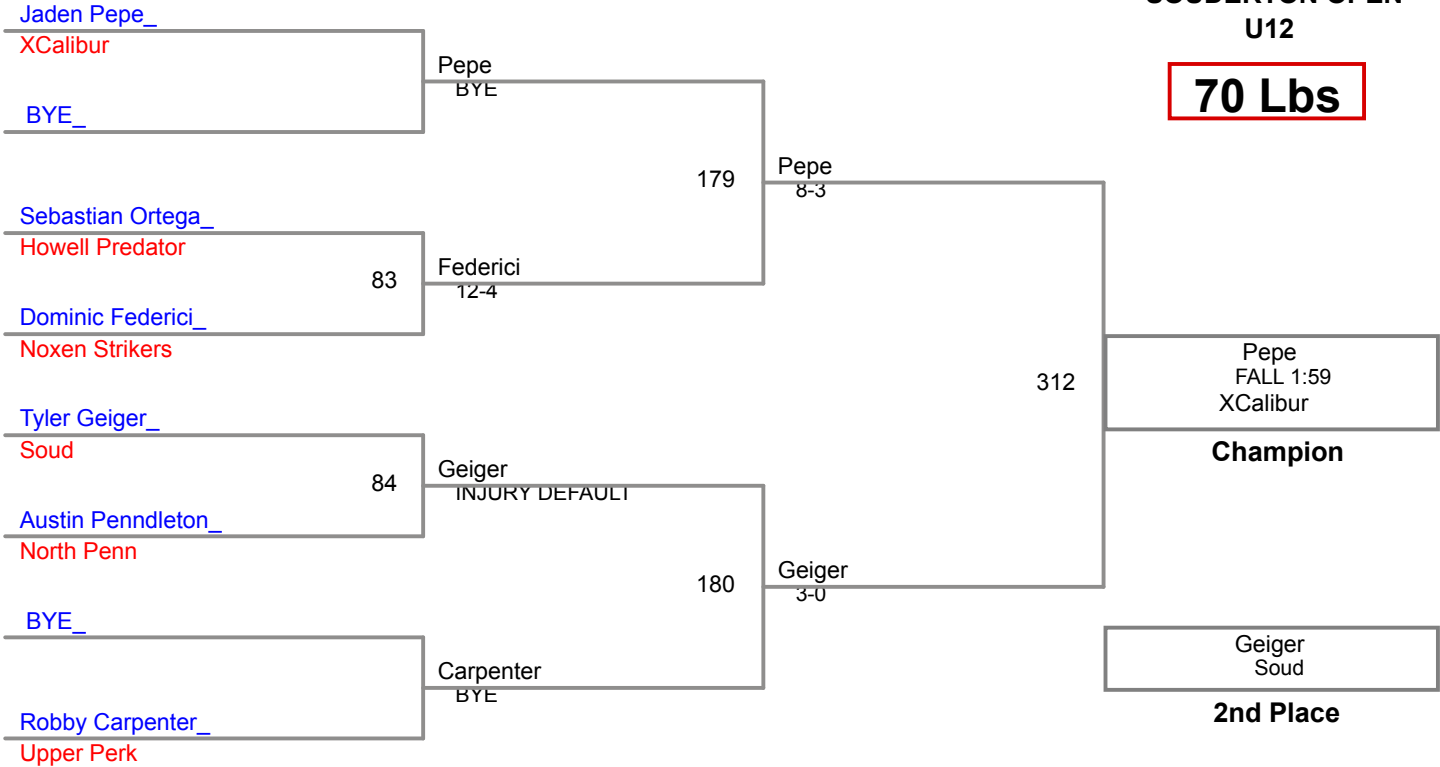 Jaden Pepe_
XCalibur
BYE_
Pepe
BYE
U12
70 Lbs
179
Pepe
8-3
Sebastian Ortega_
Howell Predator
83
Federici
12-4
Dominic Federici_
Noxen Strikers
312
Pepe
FALL 1:59
XCalibur
Champion
Tyler Geiger_
Soud
84
Geiger
INJURY DEFAULT
Austin Penndleton_
North Penn
180
Geiger
3-0
BYE_
Carpenter
BYE
Robby Carpenter_
Upper Perk
Geiger
Soud
2nd Place